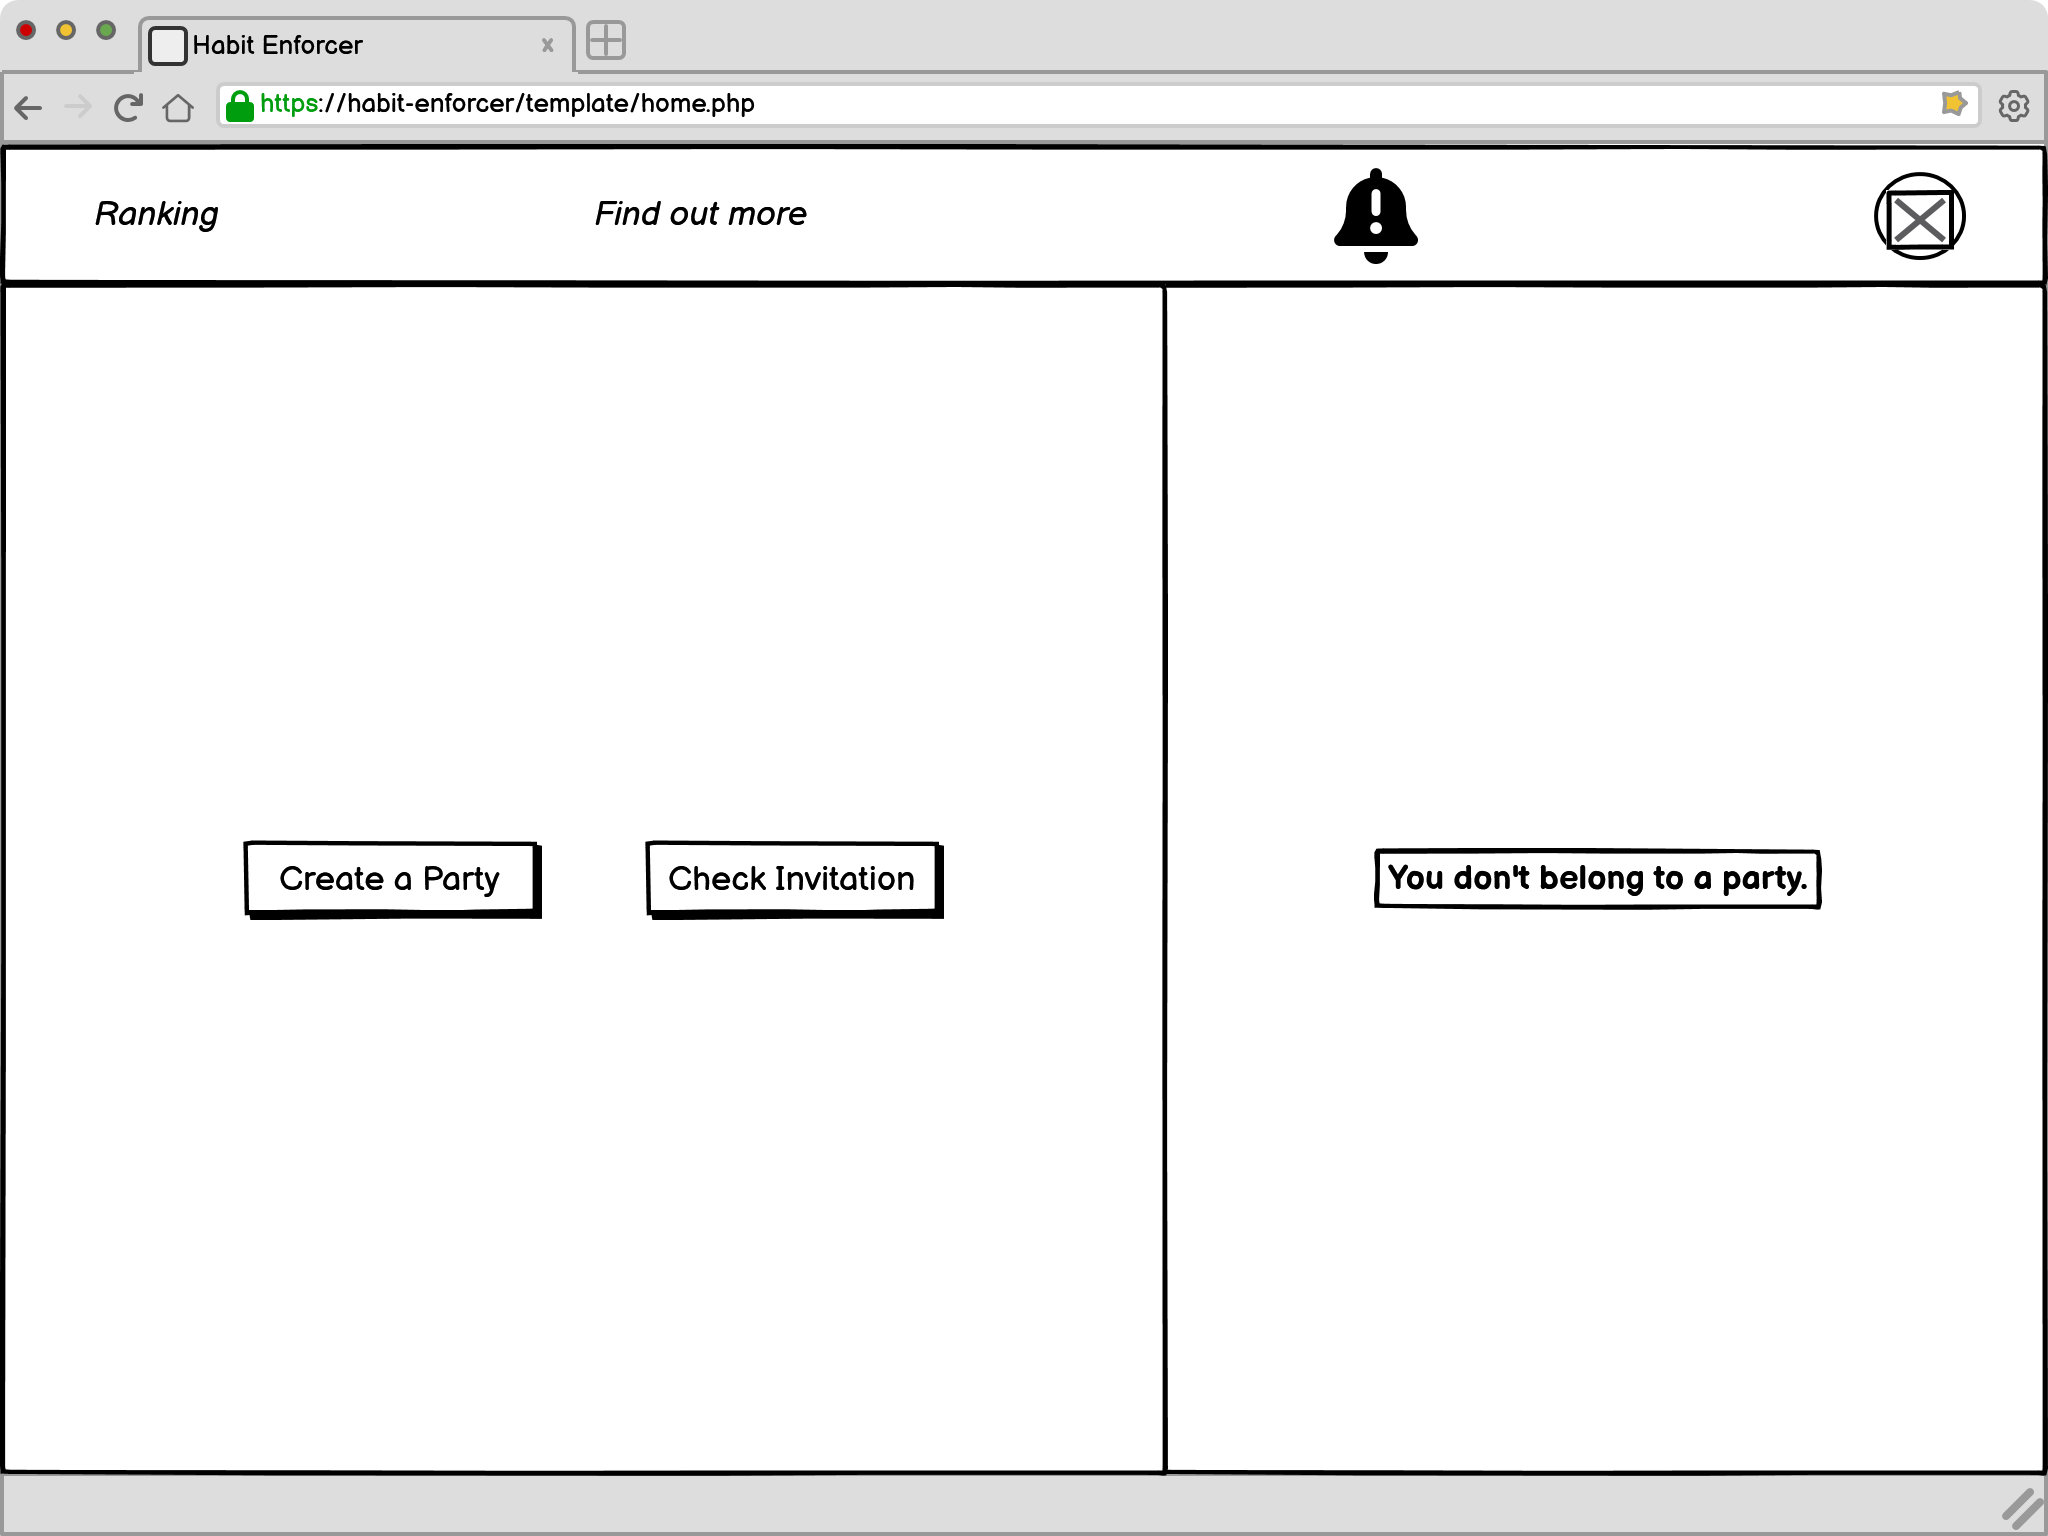 Habit Enforcer
https://habit-enforcer/template/home.php
Ranking
Find out more
Create a Party
Check Invitation
You don't belong to a party.